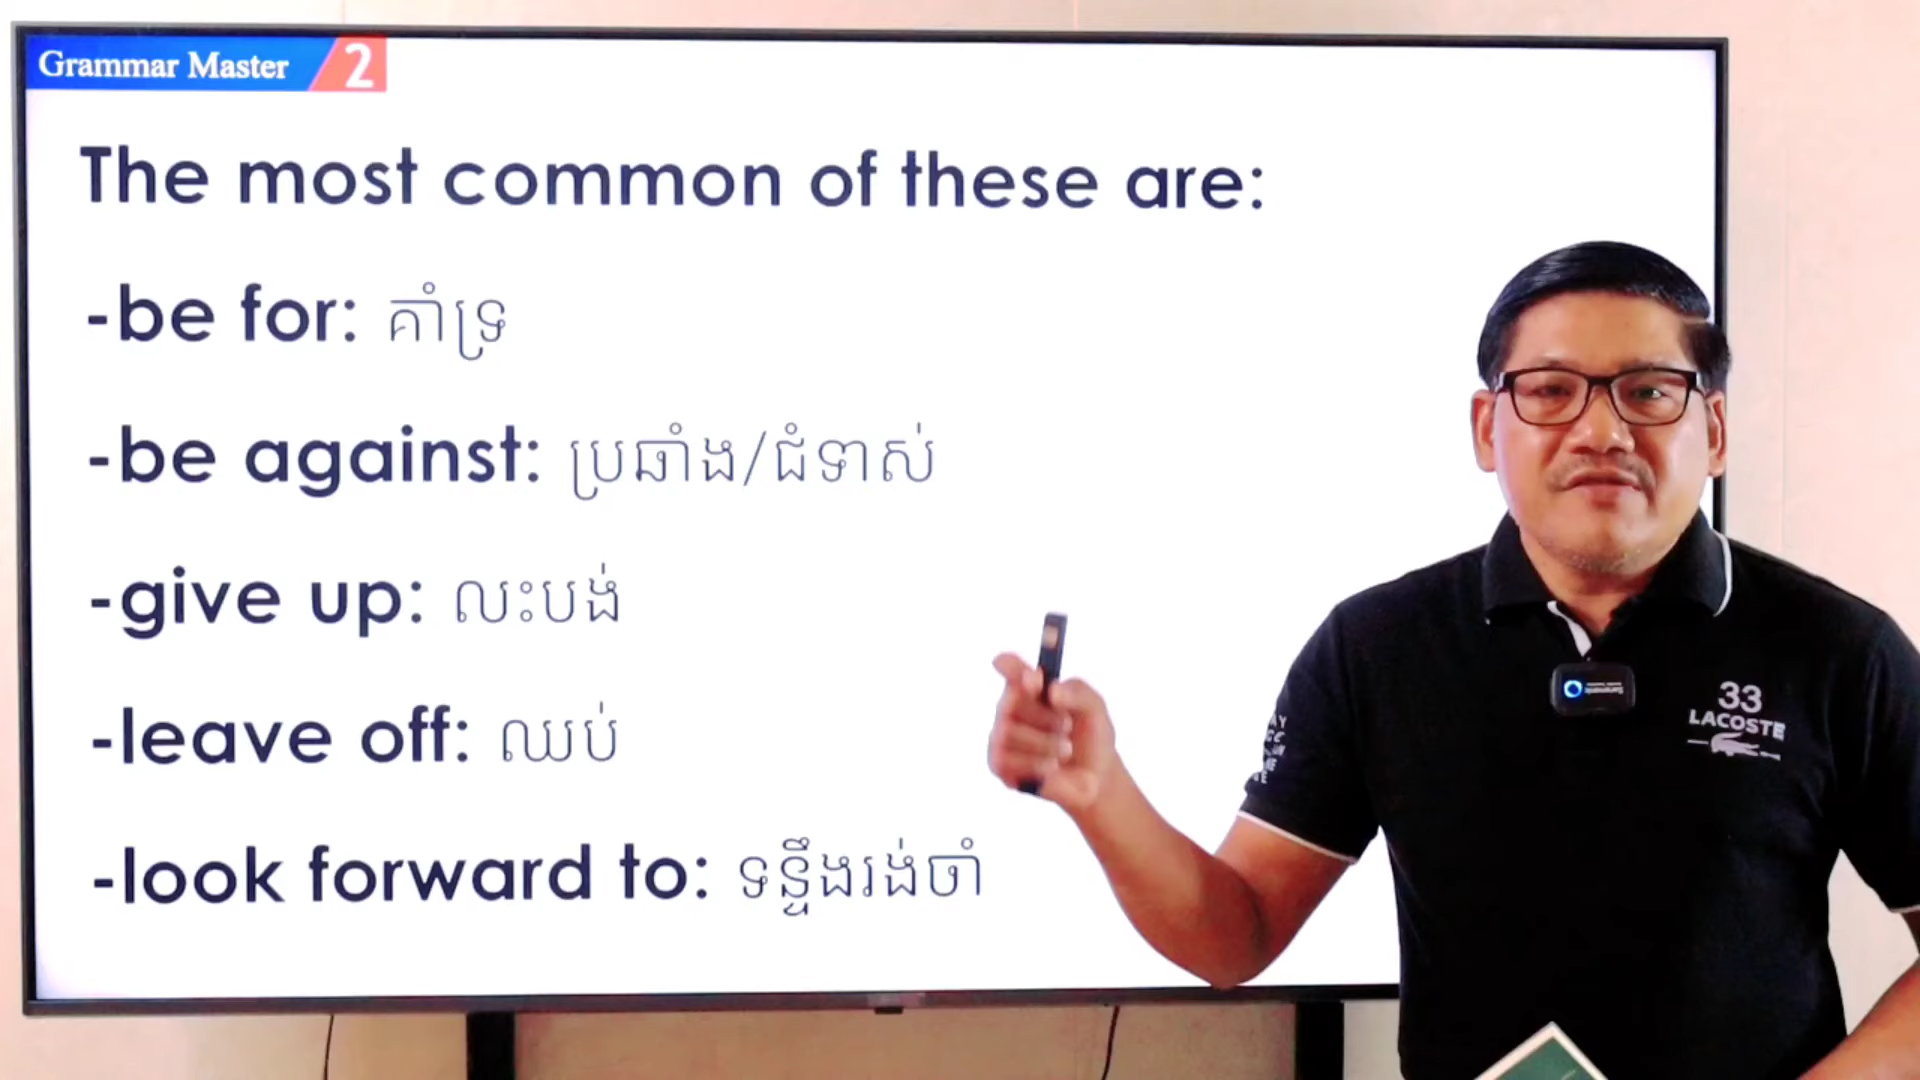 Grammar Master 2
The most common of these are:
-be for: គាំទ្រ
-be against: ប្រឆាំង/ជំទាស់
-give up: លះបង់
-leave off: ឈប់
-look forward to: ទន្ទឹងរង់ចាំ
33
LACOSTE
Saramonic